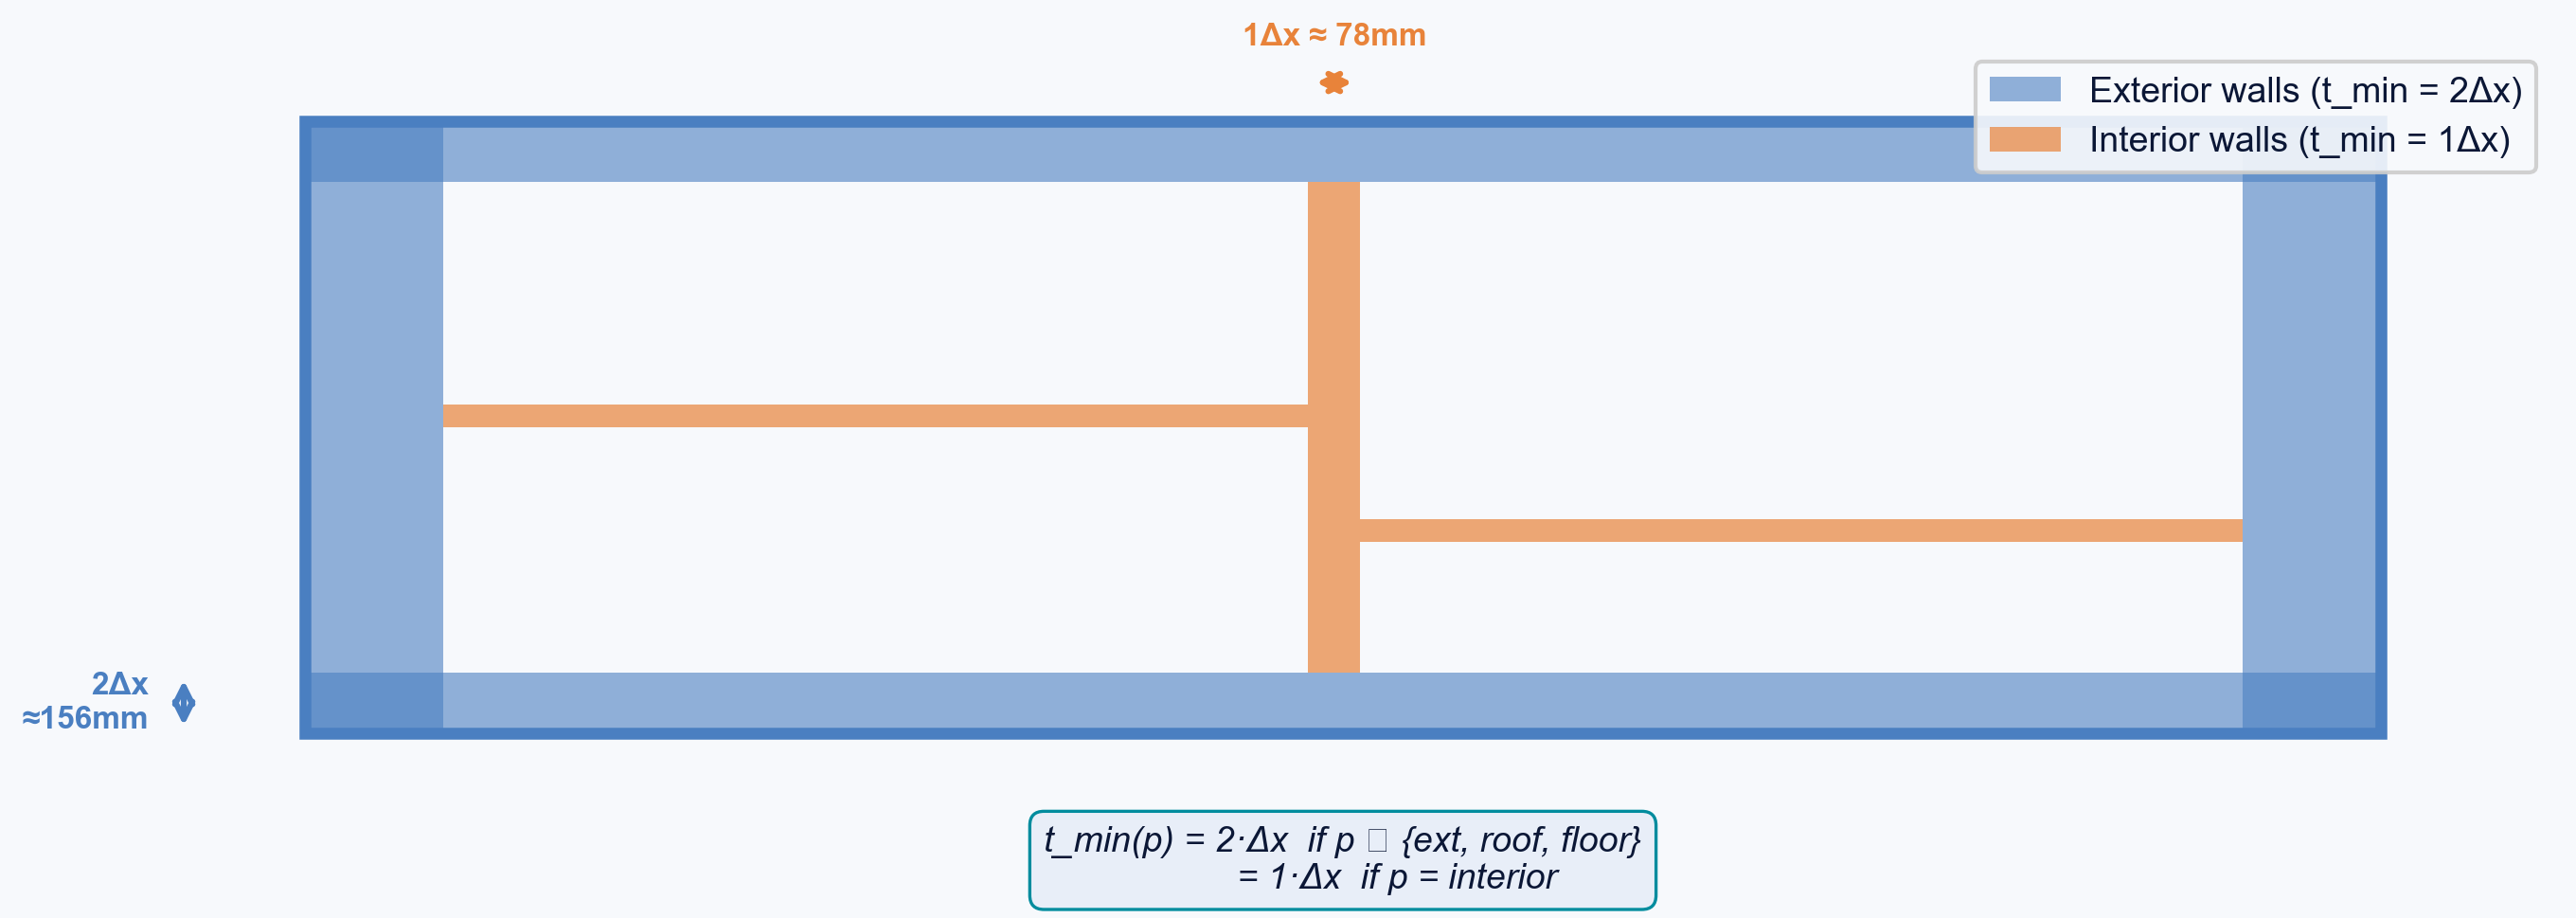 1Δx ≈ 78mm
Exterior walls (t_min = 2Δx)
Interior walls (t_min = 1Δx)
2Δx
≈156mm
t_min(p) = 2·Δx if p □ {ext, roof, floor}
= 1·Δx if p = interior